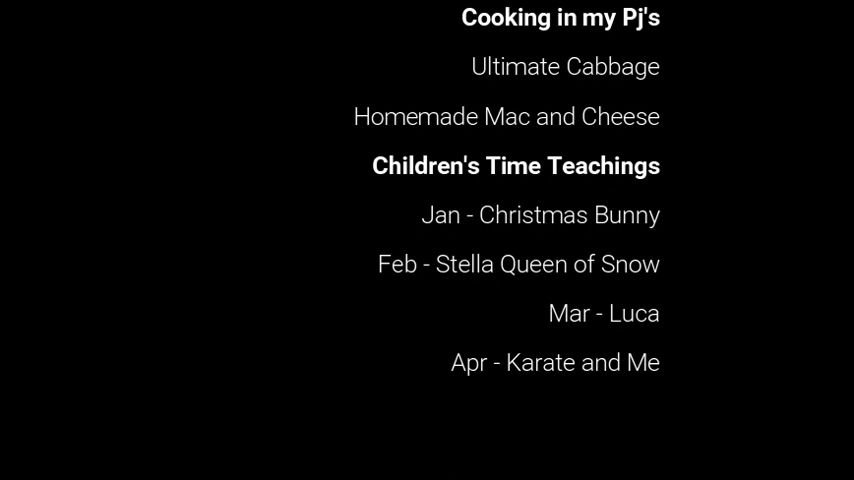 Cooking in my Pj's
Ultimate Cabbage
Homemade Mac and Cheese
Children's Time Teachings
Jan - Christmas Bunny
Feb - Stella Queen of Snow
Mar - Luca
Apr - Karate and Me